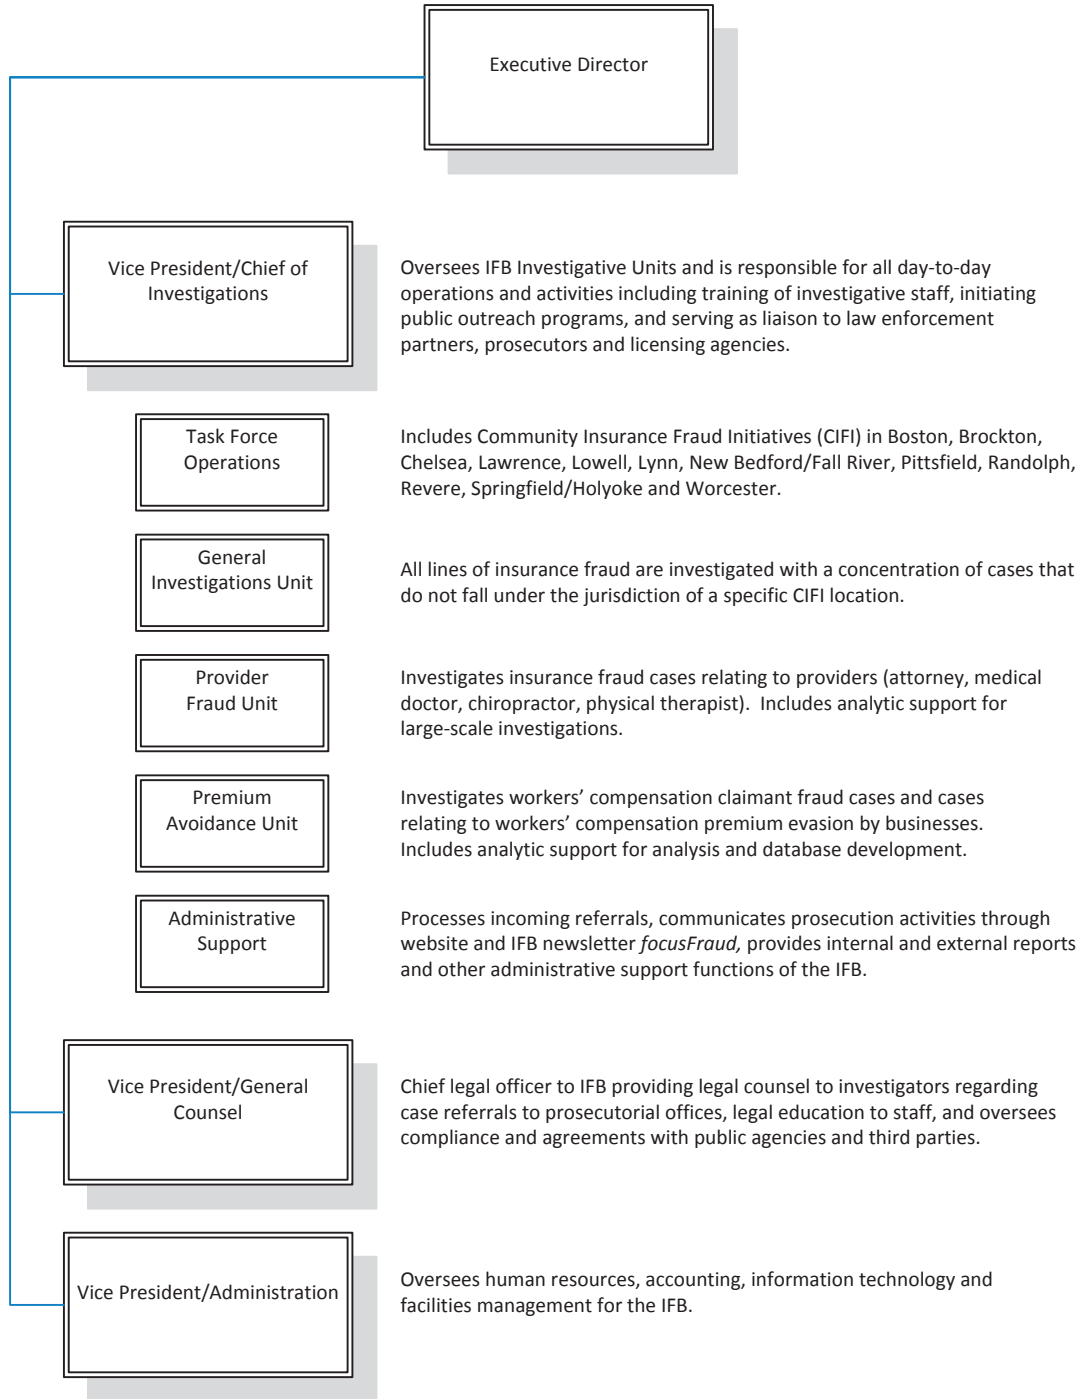 Executive Director
Vice President/Chief of
Investigations
Oversees IFB Investigative Units and is responsible for all day-to-day
operations and activities including training of investigative staff, initiating
public outreach programs, and serving as liaison to law enforcement
partners, prosecutors and licensing agencies.
Task Force
Operations
Includes Community Insurance Fraud Initiatives (CIFI) in Boston, Brockton,
Chelsea, Lawrence, Lowell, Lynn, New Bedford/Fall River, Pittsfield, Randolph,
Revere, Springfield/Holyoke and Worcester.
General
Investigations Unit
All lines of insurance fraud are investigated with a concentration of cases that
do not fall under the jurisdiction of a specific CIFI location.
Provider
Fraud Unit
Investigates insurance fraud cases relating to providers (attorney, medical
doctor, chiropractor, physical therapist).  Includes analytic support for
large-scale investigations.
Premium
Avoidance Unit
Investigates workers’ compensation claimant fraud cases and cases
relating to workers’ compensation premium evasion by businesses.
Includes analytic support for analysis and database development.
Administrative
Support
Processes incoming referrals, communicates prosecution activities through
website and IFB newsletter focusFraud, provides internal and external reports
and other administrative support functions of the IFB.
Vice President/General
Counsel
Chief legal officer to IFB providing legal counsel to investigators regarding
case referrals to prosecutorial offices, legal education to staff, and oversees
compliance and agreements with public agencies and third parties.
Vice President/Administration
Oversees human resources, accounting, information technology and
facilities management for the IFB.